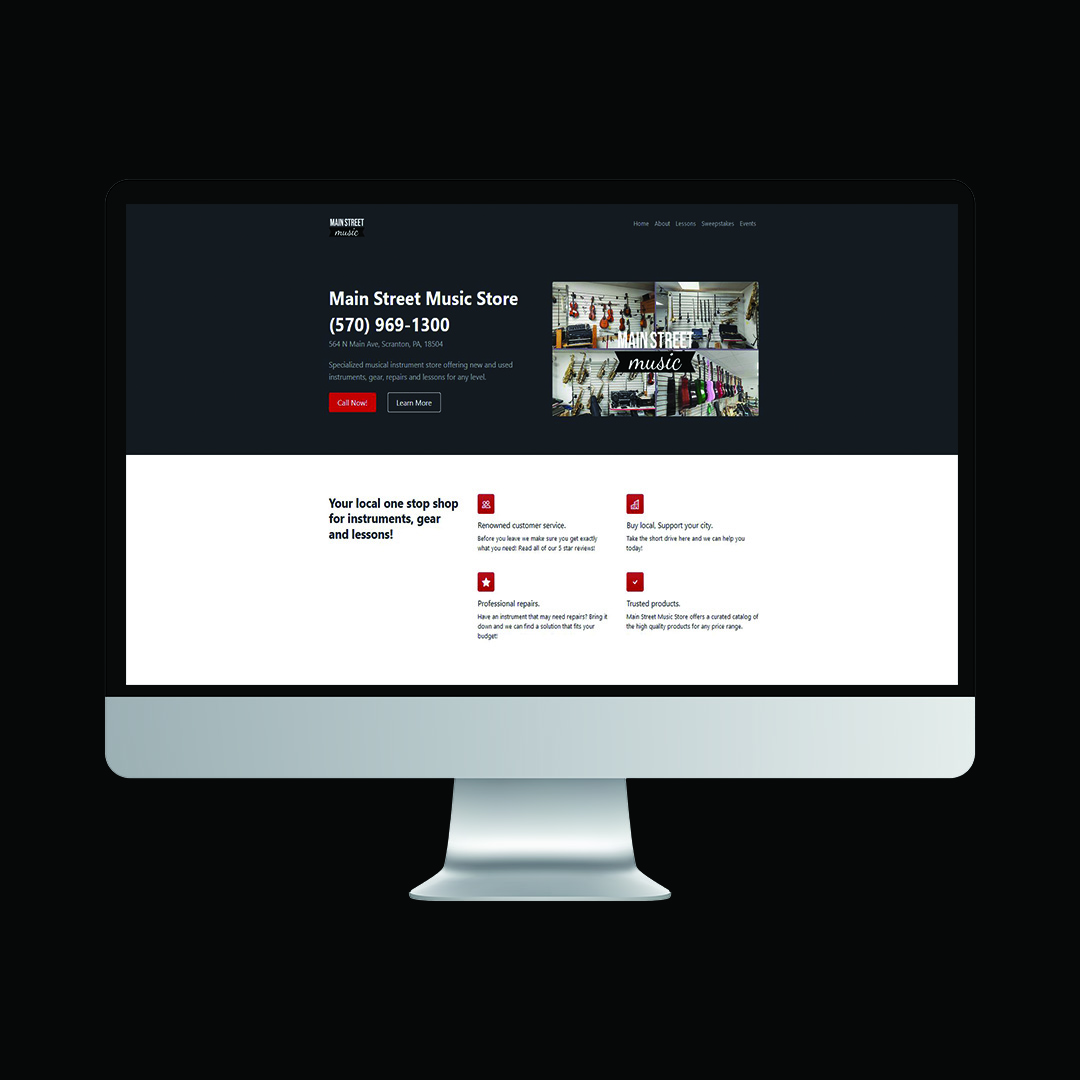 MAIN STREET
music
Home About Lessons Sweepstakes Events
Main Street Music Store
(570) 969-1300
564 N Main Ave, Scranton, PA, 18504
Specialized musical instrument store offering new and used
instruments, gear, repairs and lessons for any level.
Call Now!
Learn More
MAIN STREET
music
Your local one stop shop
for instruments, gear
and lessons!
Renowned customer service.
Before you leave we make sure you get exactly
what you need! Read all of our 5 star reviews!
Buy local, Support your city.
Take the short drive here and we can help you
today!
Professional repairs.
Have an instrument that may need repairs? Bring it
down and we can find a solution that fits your
budget!
Trusted products.
Main Street Music Store offers a curated catalog of
the high quality products for any price range.